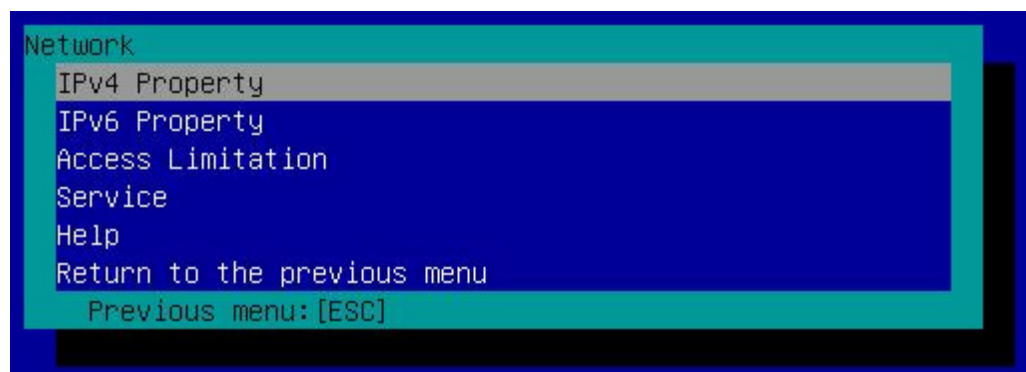 Network
IPv4 Property
IPv6 Property
Access Limitation
Service
Help
Return to the previous menu
Previous menu:[ESC]